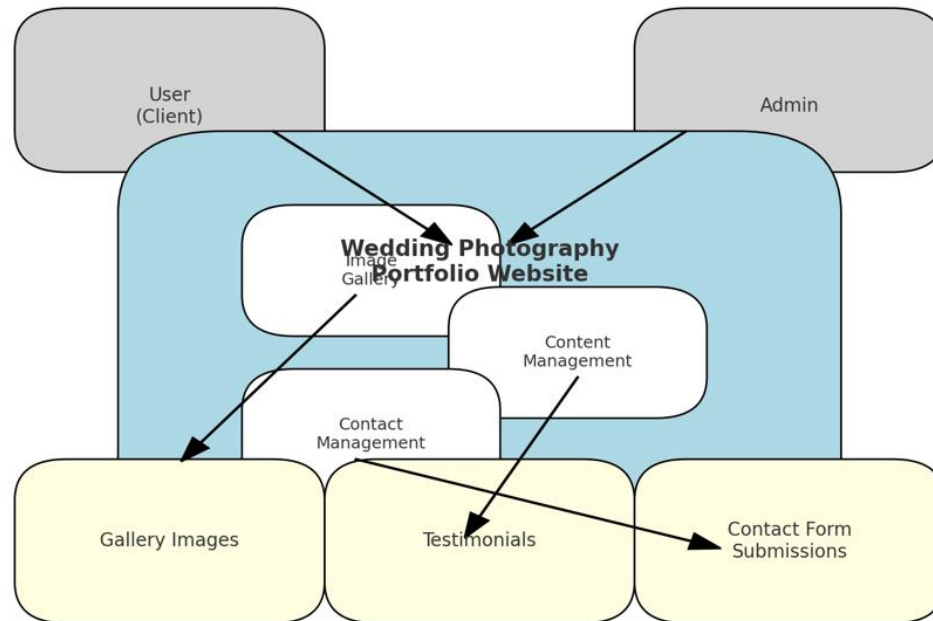 User
(Client)
Admin
Wedding Photography
Portfolio Website
Image
Gallery
Content
Management
Contact
Management
Gallery Images
Testimonials
Contact Form
Submissions